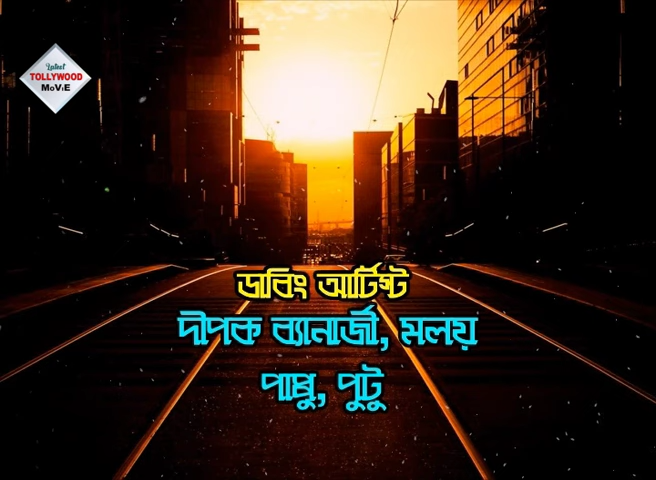 Latest
TOLLYWOOD
MoViE
ডাবিং আর্টিষ্ট
দীপক ব্যানার্জী, মলয়
পাপ্পু, পুটু